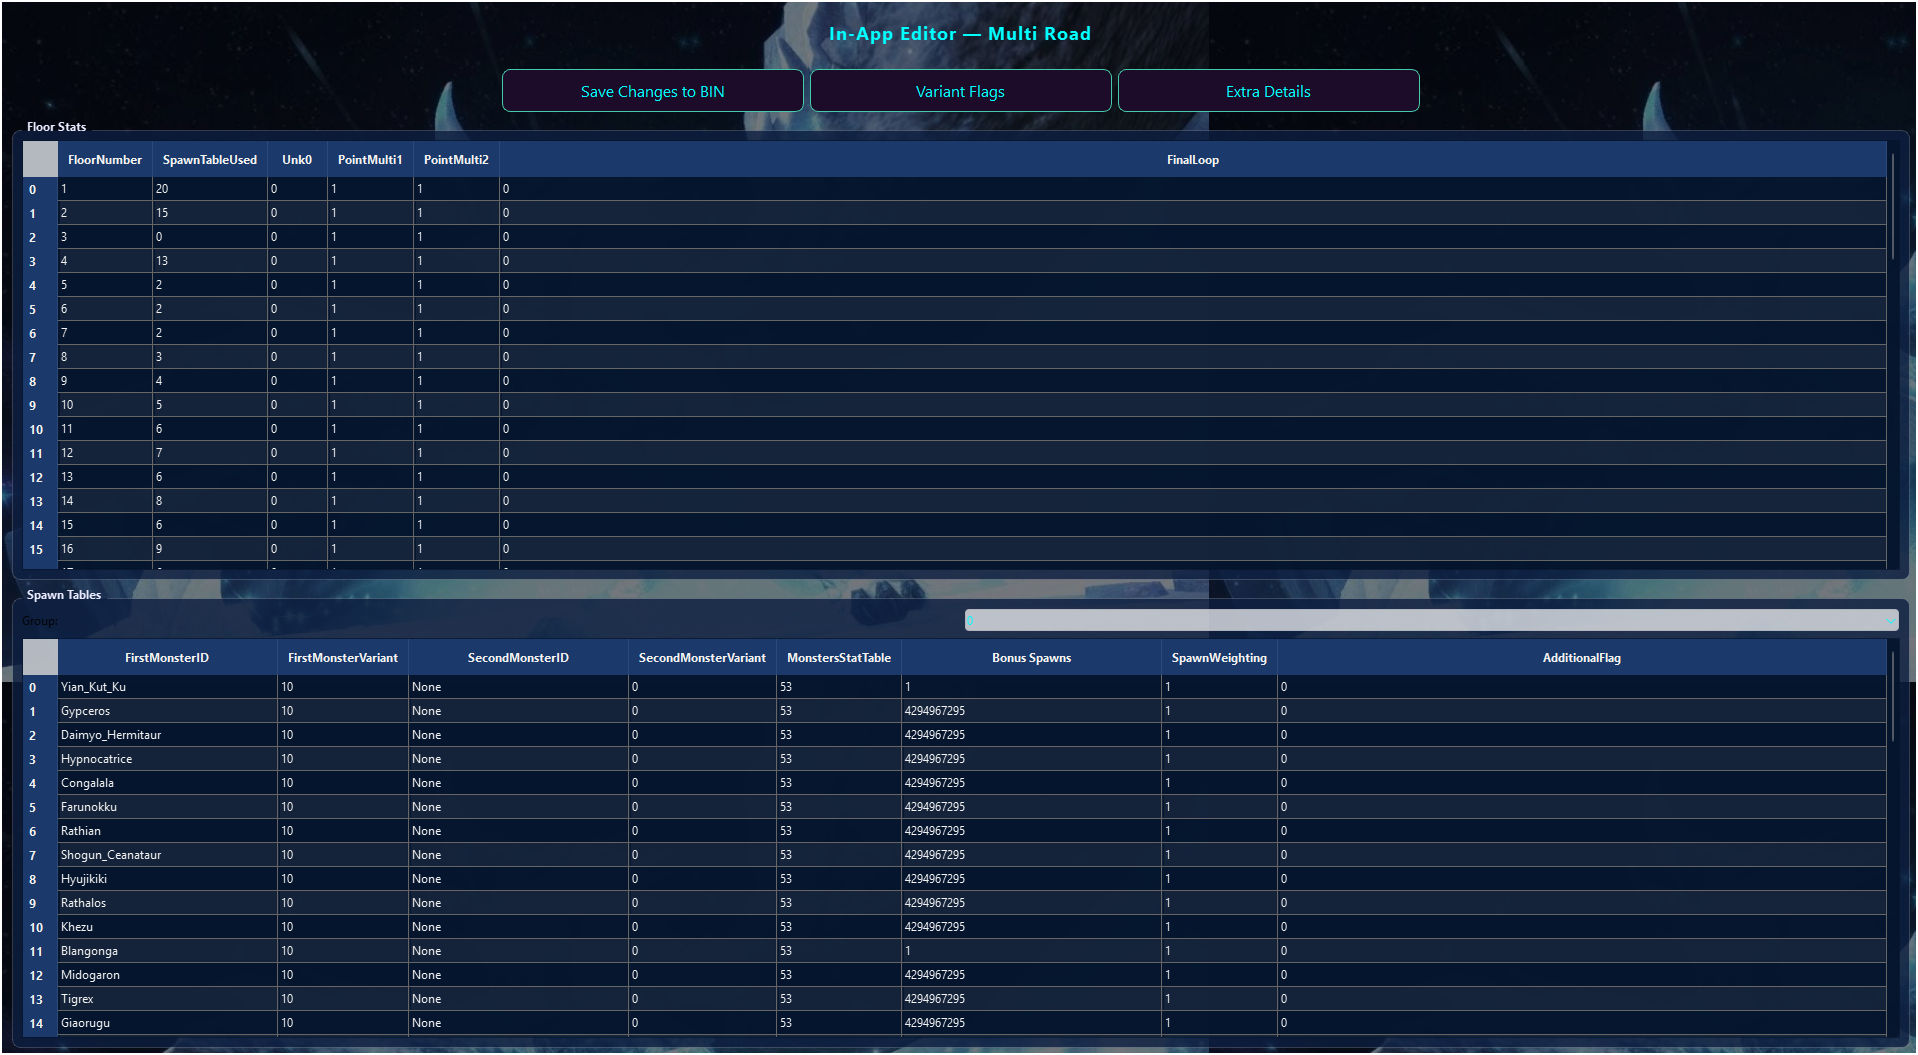 In-App Editor — Multi Road
Save Changes to BIN Variant Flags Extra Details
Floor Stats
FloorNumber SpawnTableUsed Unk0 PointMulti1 PointMulti2 FinalLoop
0 1 20 0 1 1 0
1 2 15 0 1 1 0
2 3 0 0 1 1 0
3 4 13 0 1 1 0
4 5 2 0 1 1 0
5 6 2 0 1 1 0
6 7 2 0 1 1 0
7 8 3 0 1 1 0
8 9 4 0 1 1 0
9 10 5 0 1 1 0
10 11 6 0 1 1 0
11 12 7 0 1 1 0
12 13 6 0 1 1 0
13 14 8 0 1 1 0
14 15 6 0 1 1 0
15 16 9 0 1 1 0
Spawn Tables
Group: 0
FirstMonsterID FirstMonsterVariant SecondMonsterID SecondMonsterVariant MonstersStatTable Bonus Spawns SpawnWeighting AdditionalFlag
0 Yian_Kut_Ku 10 None 0 53 1 1 0
1 Gypceros 10 None 0 53 4294967295 1 0
2 Daimyo_Hermitaur 10 None 0 53 4294967295 1 0
3 Hypnocatrice 10 None 0 53 4294967295 1 0
4 Congalala 10 None 0 53 4294967295 1 0
5 Farunokku 10 None 0 53 4294967295 1 0
6 Rathian 10 None 0 53 4294967295 1 0
7 Shogun_Ceanataur 10 None 0 53 4294967295 1 0
8 Hyujikiki 10 None 0 53 4294967295 1 0
9 Rathalos 10 None 0 53 4294967295 1 0
10 Khezu 10 None 0 53 4294967295 1 0
11 Blangonga 10 None 0 53 1 1 0
12 Midogaron 10 None 0 53 4294967295 1 0
13 Tigrex 10 None 0 53 4294967295 1 0
14 Giaorugu 10 None 0 53 4294967295 1 0